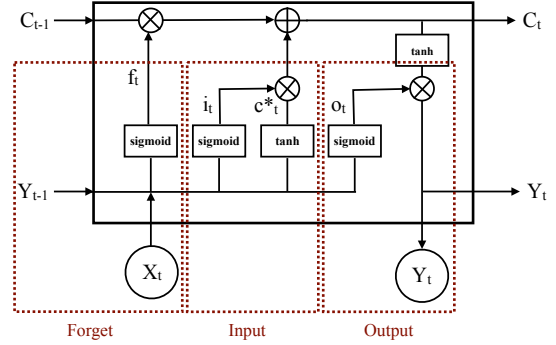 C_{t-1}
C_t
tanh
f_t
i_t
c*_t
o_t
sigmoid
sigmoid
tanh
sigmoid
Y_{t-1}
Y_t
X_t
Y_t
Forget
Input
Output